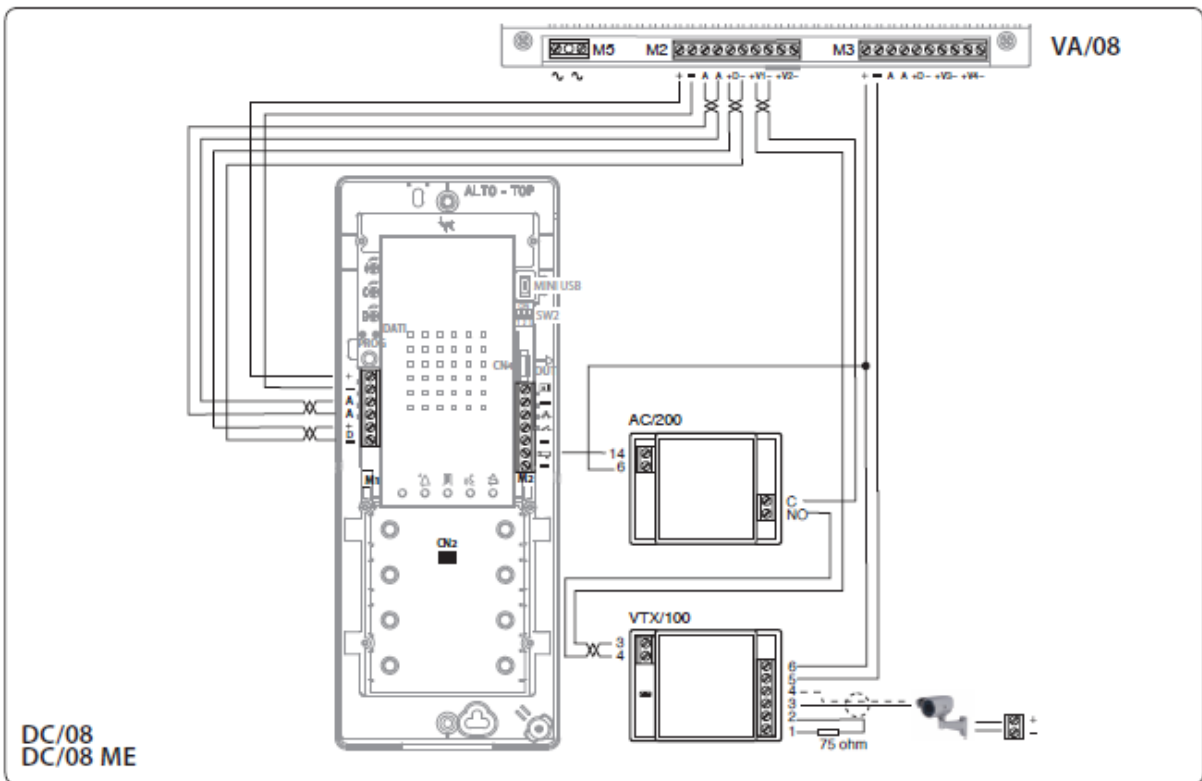 M5
M2
M3
VA/08
+ − A A +D− +V1− +V2−
+ − A A +D− +V3− +V4−
ALTO - TOP
MINI USB
SW2
DATI
PROG
CN4
OUT
+
−
A
A
+
D
−
M1
M2
CN2
AC/200
14
6
C
NO
VTX/100
3
4
6
5
4
3
2
1
75 ohm
+
−
DC/08
DC/08 ME